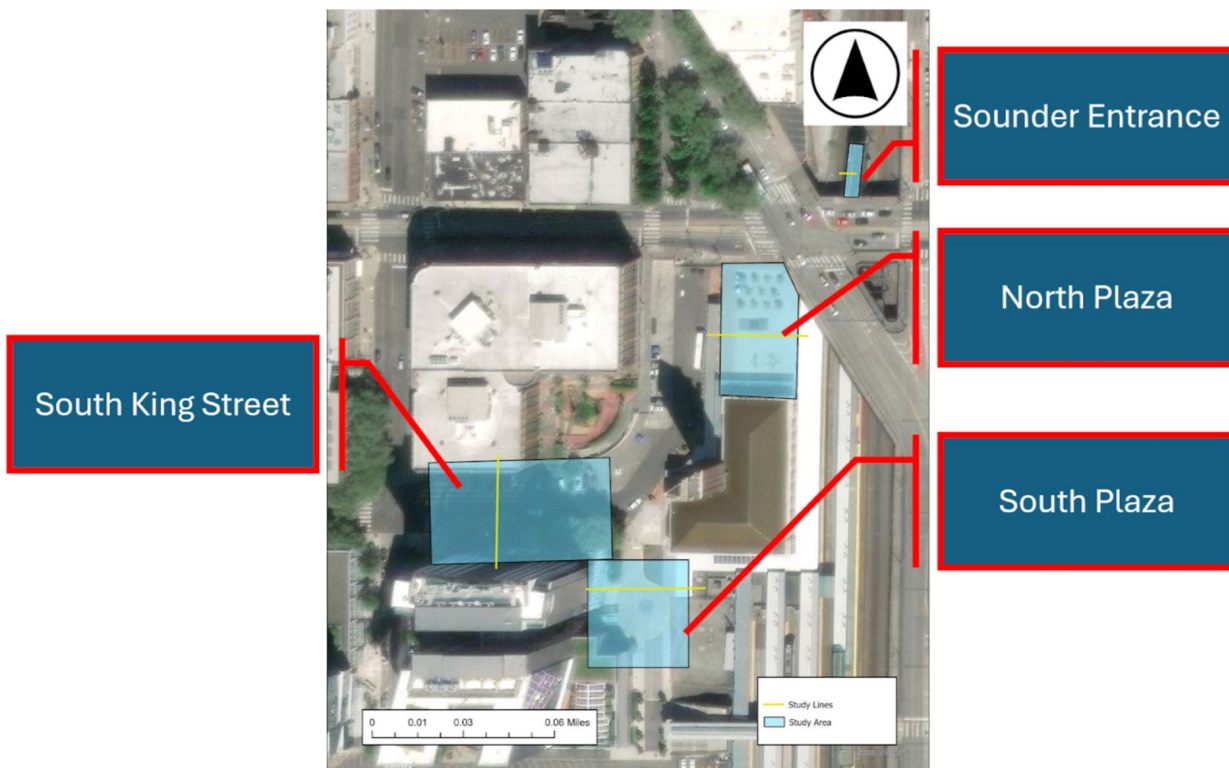 Sounder Entrance
North Plaza
South King Street
South Plaza
Study Lines
Study Area
0 0.01 0.03 0.06 Miles